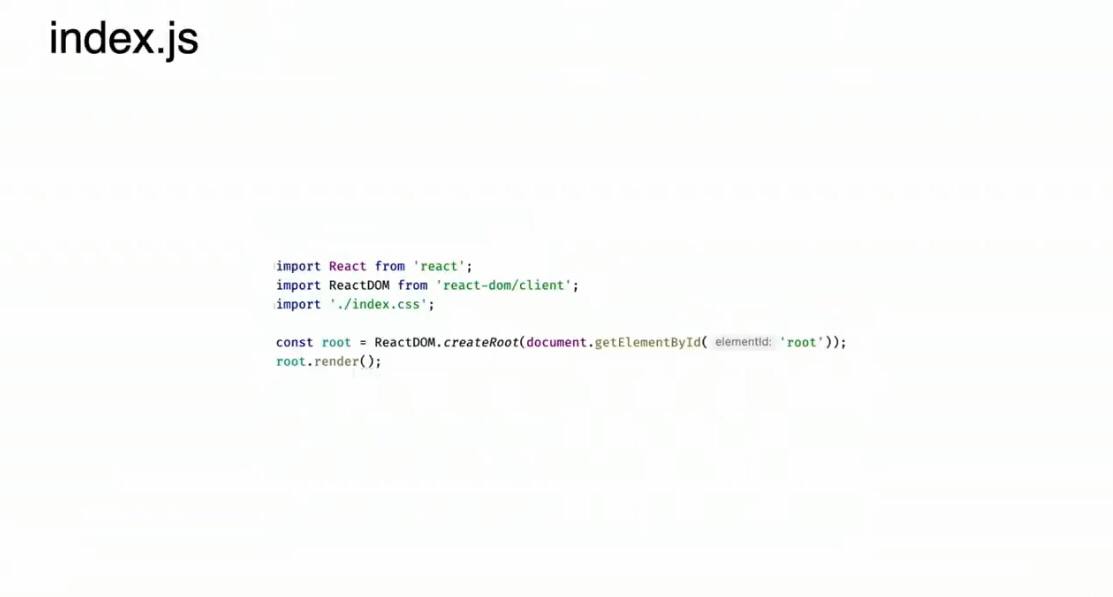 index.js
import React from 'react';
import ReactDOM from 'react-dom/client';
import './index.css';
const root = ReactDOM.createRoot(document.getElementById( elementId: 'root'));
root.render();